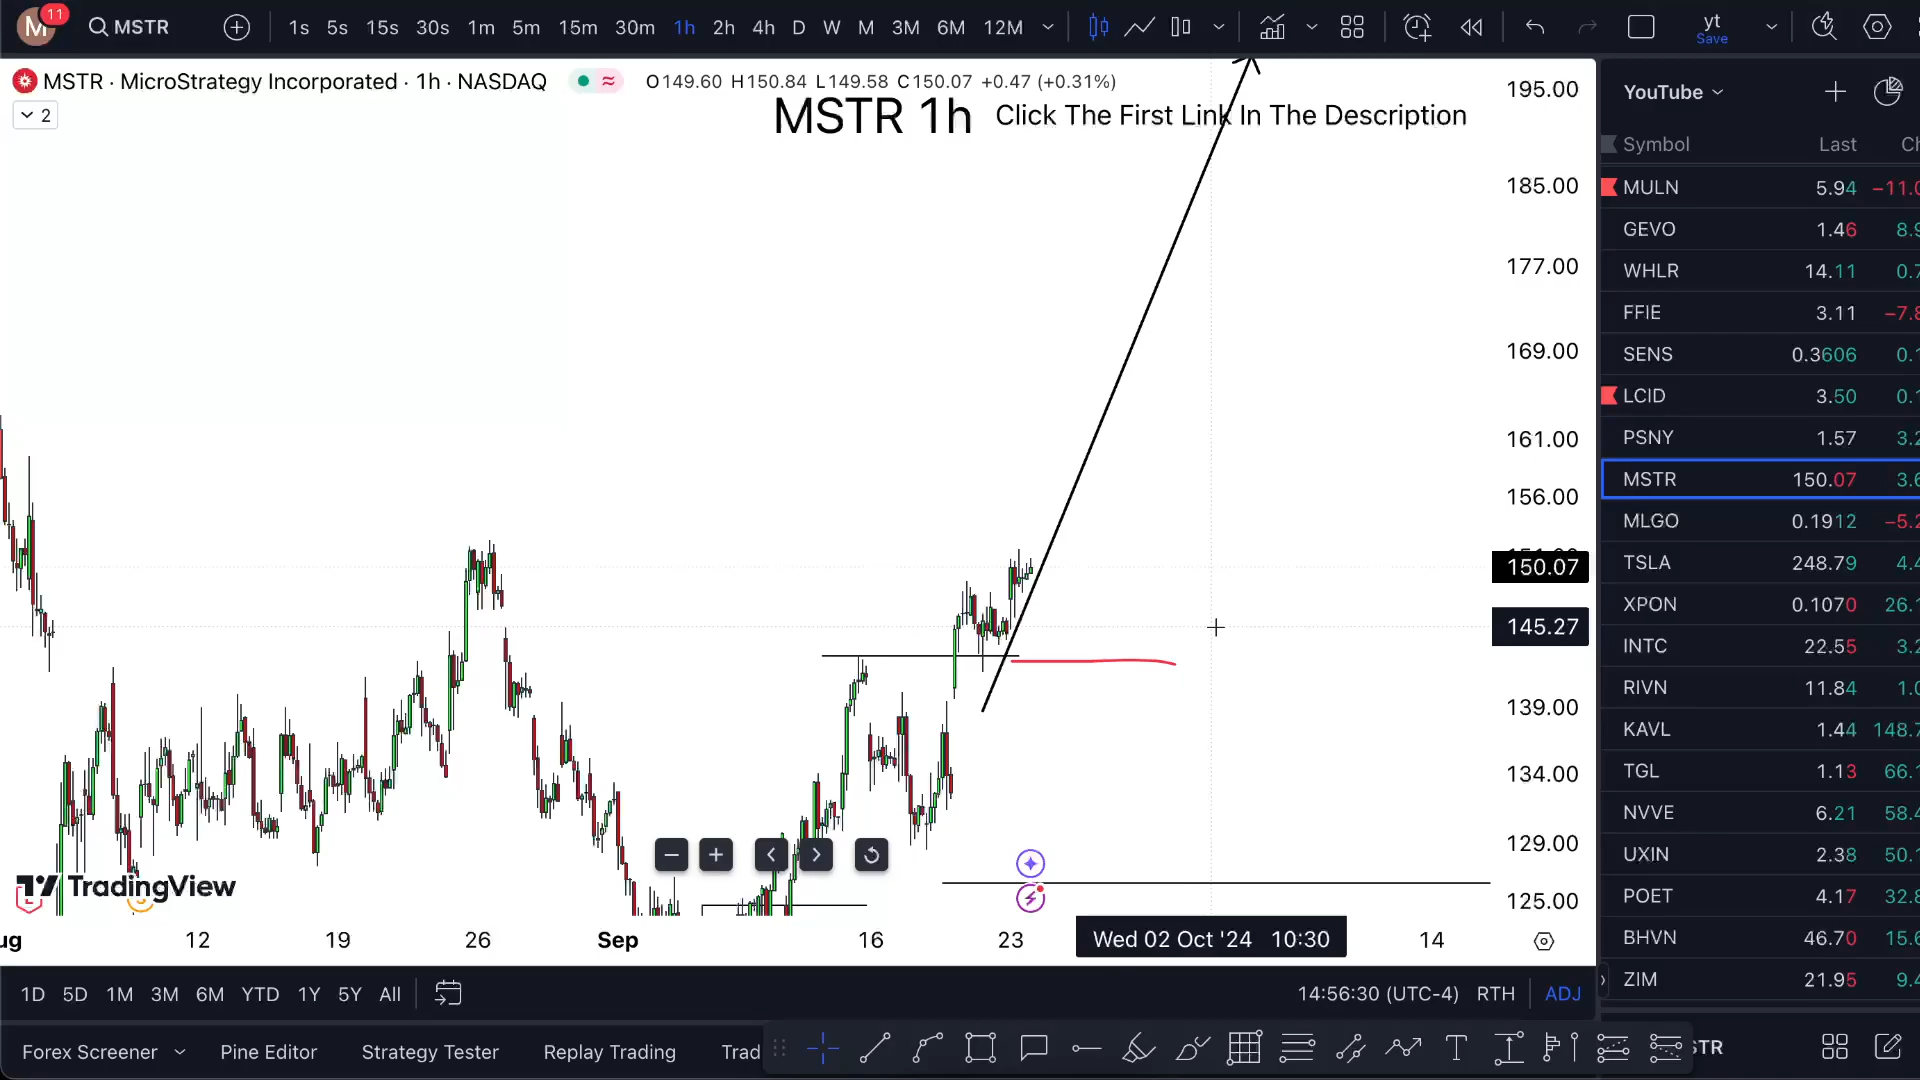 M 11 MSTR 1s 5s 15s 30s 1m 5m 15m 30m 1h 2h 4h D W M 3M 6M 12M yt
Save
MSTR · MicroStrategy Incorporated · 1h · NASDAQ O149.60 H150.84 L149.58 C150.07 +0.47 (+0.31%)
2
MSTR 1h Click The First Link In The Description
195.00
185.00
177.00
169.00
161.00
156.00
150.07
145.27
139.00
134.00
129.00
125.00
TradingView
12 19 26 Sep 16 23 Wed 02 Oct '24 10:30 14
1D 5D 1M 3M 6M YTD 1Y 5Y All 14:56:30 (UTC-4) RTH ADJ
Forex Screener Pine Editor Strategy Tester Replay Trading Trad
YouTube
Symbol Last
MULN 5.94
GEVO 1.46
WHLR 14.11
FFIE 3.11
SENS 0.3606
LCID 3.50
PSNY 1.57
MSTR 150.07
MLGO 0.1912
TSLA 248.79
XPON 0.1070
INTC 22.55
RIVN 11.84
KAVL 1.44
TGL 1.13
NVVE 6.21
UXIN 2.38
POET 4.17
BHVN 46.70
ZIM 21.95